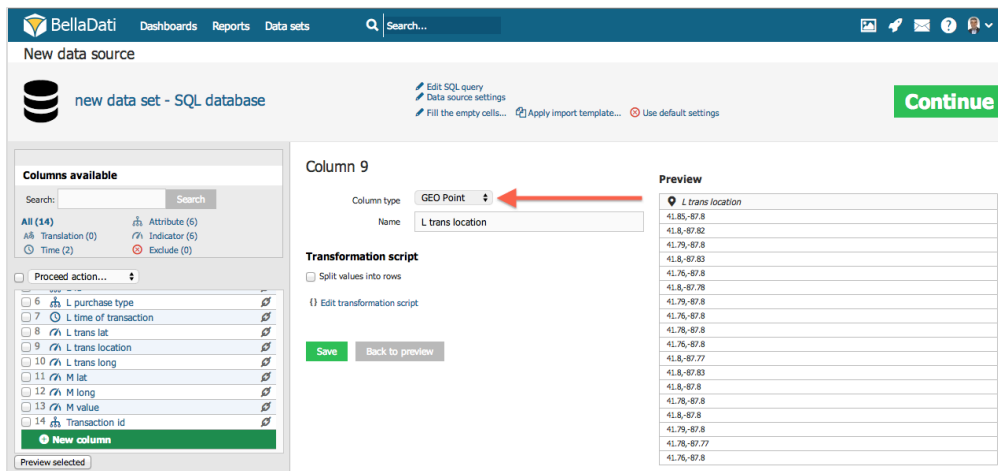 BellaDati Dashboards Reports Data sets Search...
New data source
new data set - SQL database
Edit SQL query
Data source settings
Fill the empty cells... Apply import template... Use default settings
Continue
Columns available
Search: Search
All (14) Attribute (6)
Translation (0) Indicator (6)
Time (2) Exclude (0)
Proceed action...
6 L purchase type
7 L time of transaction
8 L trans lat
9 L trans location
10 L trans long
11 M lat
12 M long
13 M value
14 Transaction id
New column
Preview selected
Column 9
Column type GEO Point
Name L trans location
Transformation script
Split values into rows
{} Edit transformation script
Save Back to preview
Preview
L trans location
41.85,-87.8
41.8,-87.82
41.79,-87.8
41.8,-87.83
41.76,-87.8
41.8,-87.78
41.79,-87.8
41.76,-87.8
41.78,-87.8
41.76,-87.8
41.8,-87.77
41.8,-87.83
41.8,-87.8
41.78,-87.8
41.8,-87.8
41.79,-87.8
41.78,-87.77
41.76,-87.8